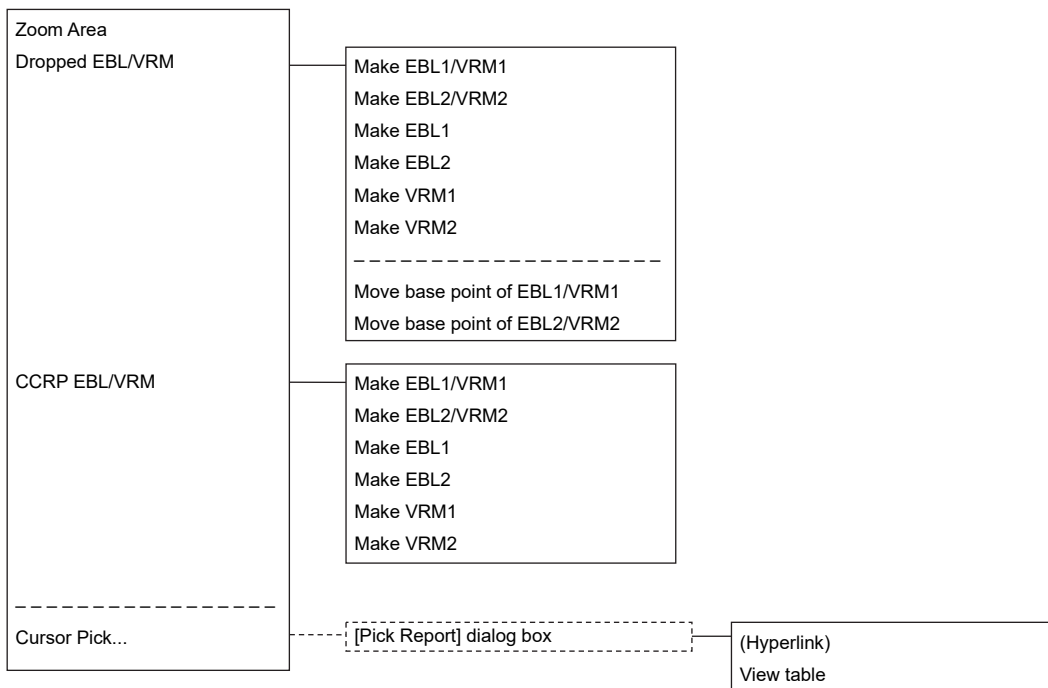 Zoom Area
Dropped EBL/VRM
Make EBL1/VRM1
Make EBL2/VRM2
Make EBL1
Make EBL2
Make VRM1
Make VRM2
Move base point of EBL1/VRM1
Move base point of EBL2/VRM2
CCRP EBL/VRM
Make EBL1/VRM1
Make EBL2/VRM2
Make EBL1
Make EBL2
Make VRM1
Make VRM2
Cursor Pick...
[Pick Report] dialog box
(Hyperlink)
View table